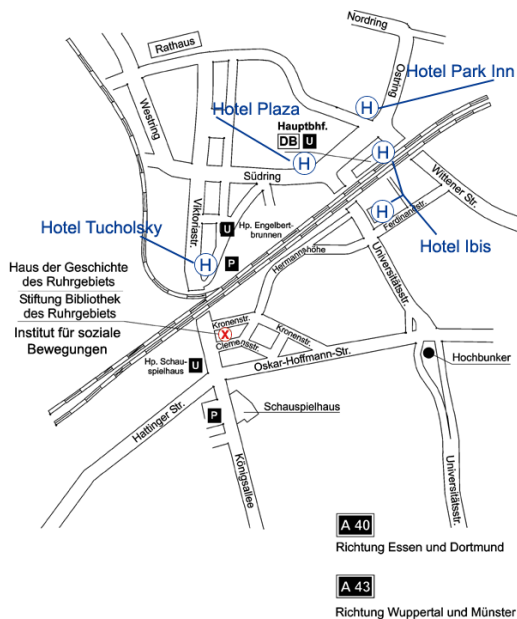 Nordring
Rathaus
Ostring
Hotel Park Inn
H
Westring
Hotel Plaza
Hauptbhf.
DB U
H
H
Südring
Wittener Str.
Viktoriastr.
H
Ferdinandstr.
Hotel Tucholsky
U
Hp. Engelbert-
brunnen
Hotel Ibis
H
P
Hermannshöhe
Universitätsstr.
Haus der Geschichte
des Ruhrgebiets
Stiftung Bibliothek
des Ruhrgebiets
Institut für soziale
Bewegungen
Kronenstr.
X
Clemensstr.
Kronenstr.
Oskar-Hoffmann-Str.
Hochbunker
Hp. Schau-
spielhaus
U
Hattinger Str.
P
Schauspielhaus
Königsallee
Universitätsstr.
A 40
Richtung Essen und Dortmund
A 43
Richtung Wuppertal und Münster